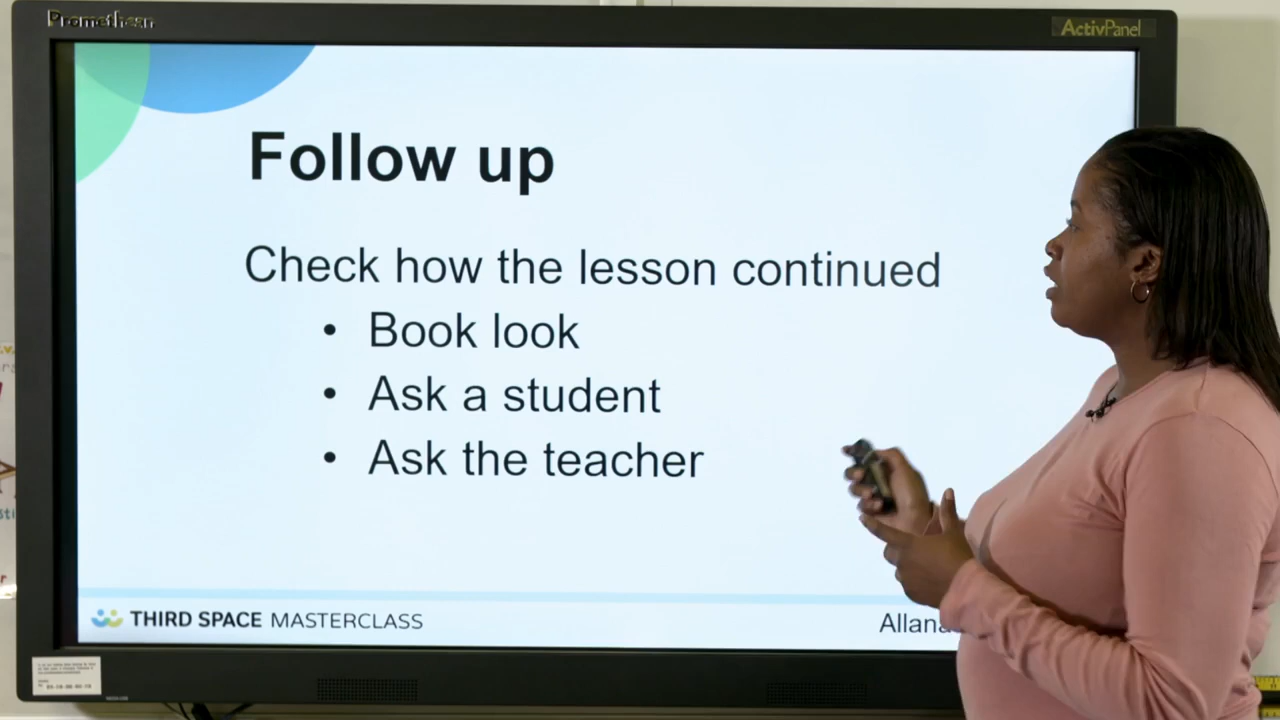 Promethean
ActivPanel
Follow up
Check how the lesson continued
• Book look
• Ask a student
• Ask the teacher
THIRD SPACE MASTERCLASS
Allana